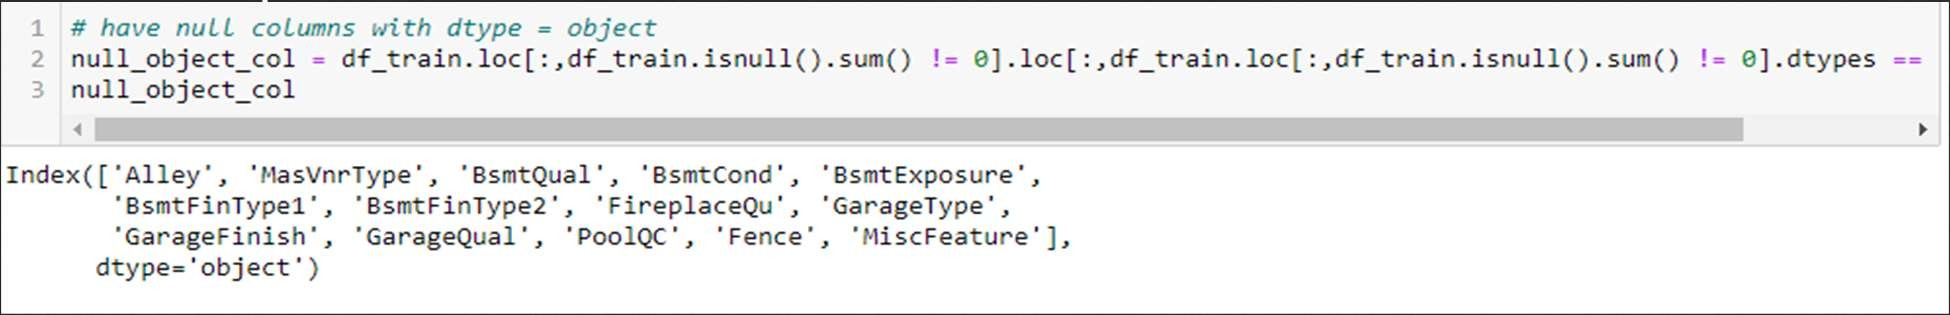 1 # have null columns with dtype = object
2 null_object_col = df_train.loc[:,df_train.isnull().sum() != 0].loc[:,df_train.loc[:,df_train.isnull().sum() != 0].dtypes ==
3 null_object_col
Index(['Alley', 'MasVnrType', 'BsmtQual', 'BsmtCond', 'BsmtExposure',
'BsmtFinType1', 'BsmtFinType2', 'FireplaceQu', 'GarageType',
'GarageFinish', 'GarageQual', 'PoolQC', 'Fence', 'MiscFeature'],
dtype='object')